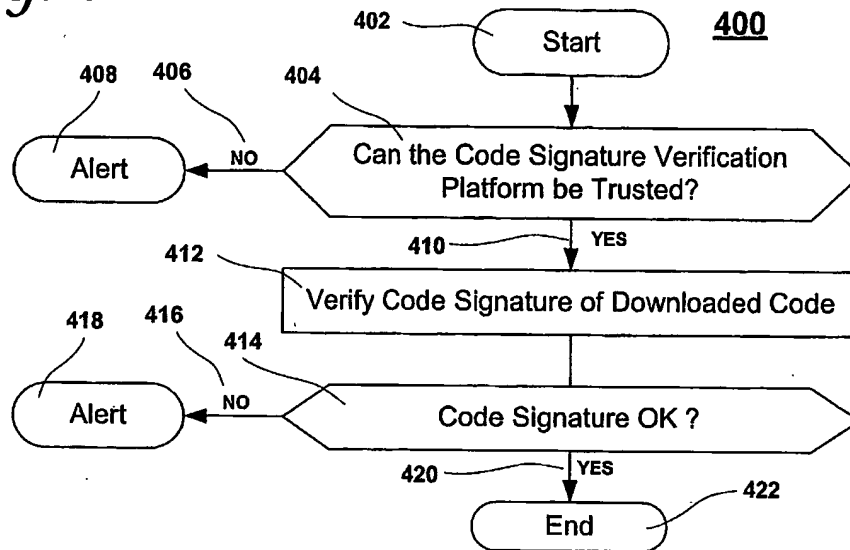 402
Start
400
408
406
404
Alert
NO
Can the Code Signature Verification
Platform be Trusted?
410
YES
412
Verify Code Signature of Downloaded Code
418
416
414
Alert
NO
Code Signature OK ?
420
YES
422
End